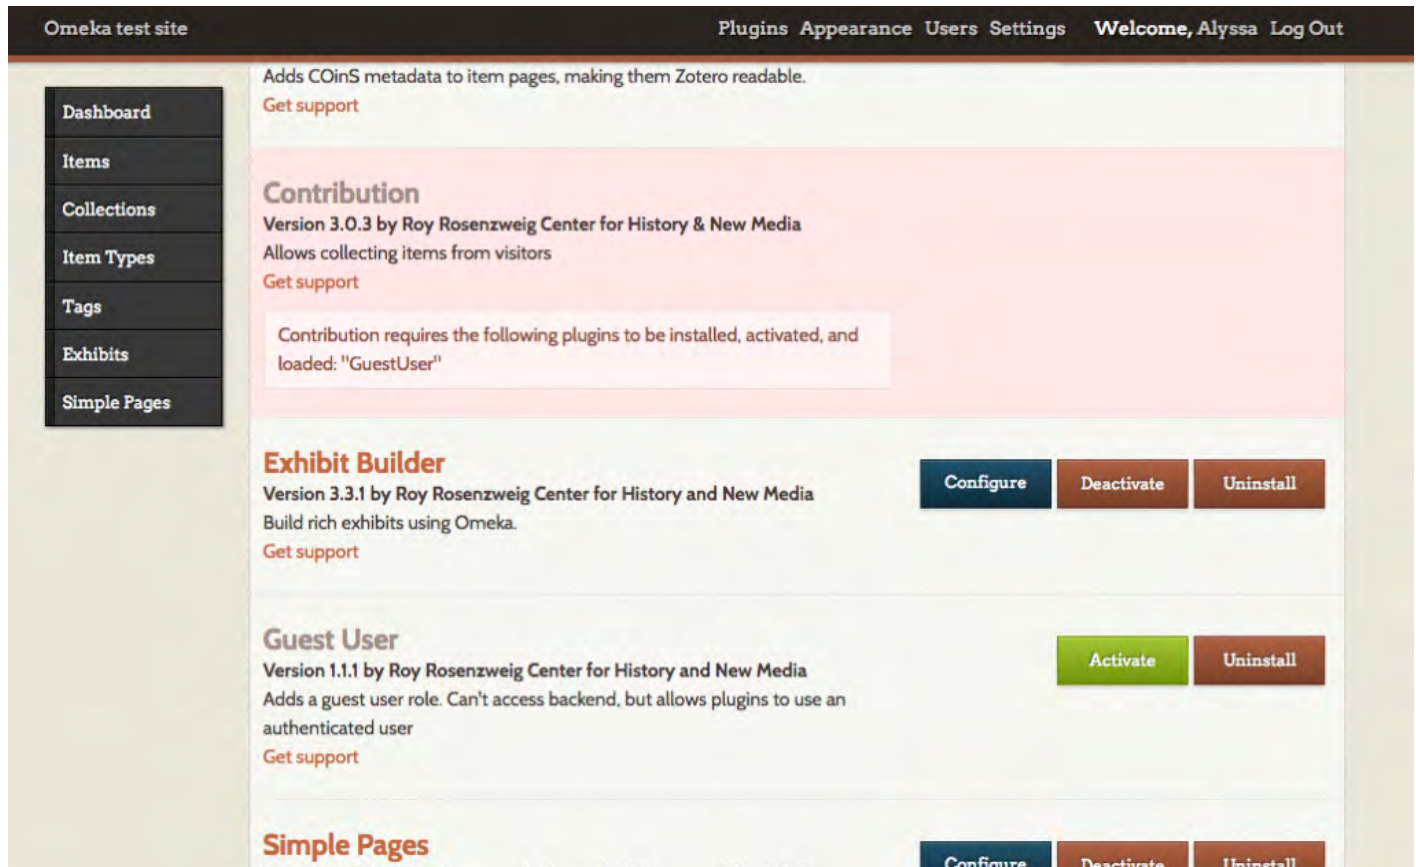 Omeka test site
Plugins Appearance Users Settings Welcome, Alyssa Log Out
Dashboard
Items
Collections
Item Types
Tags
Exhibits
Simple Pages
Adds COinS metadata to item pages, making them Zotero readable.
Get support
Contribution
Version 3.0.3 by Roy Rosenzweig Center for History & New Media
Allows collecting items from visitors
Get support
Contribution requires the following plugins to be installed, activated, and
loaded: "GuestUser"
Exhibit Builder
Version 3.3.1 by Roy Rosenzweig Center for History and New Media
Build rich exhibits using Omeka.
Get support
Configure
Deactivate
Uninstall
Guest User
Version 1.1.1 by Roy Rosenzweig Center for History and New Media
Adds a guest user role. Can't access backend, but allows plugins to use an
authenticated user
Get support
Activate
Uninstall
Simple Pages
Configure
Deactivate
Uninstall